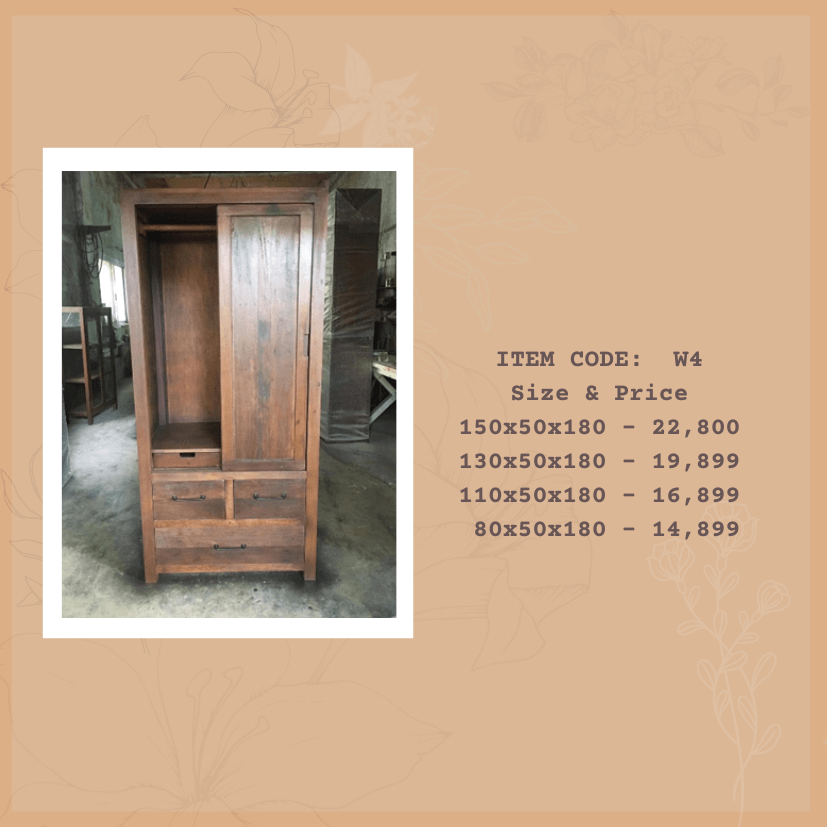 ITEM CODE: W4
Size & Price
150x50x180 - 22,800
130x50x180 - 19,899
110x50x180 - 16,899
80x50x180 - 14,899